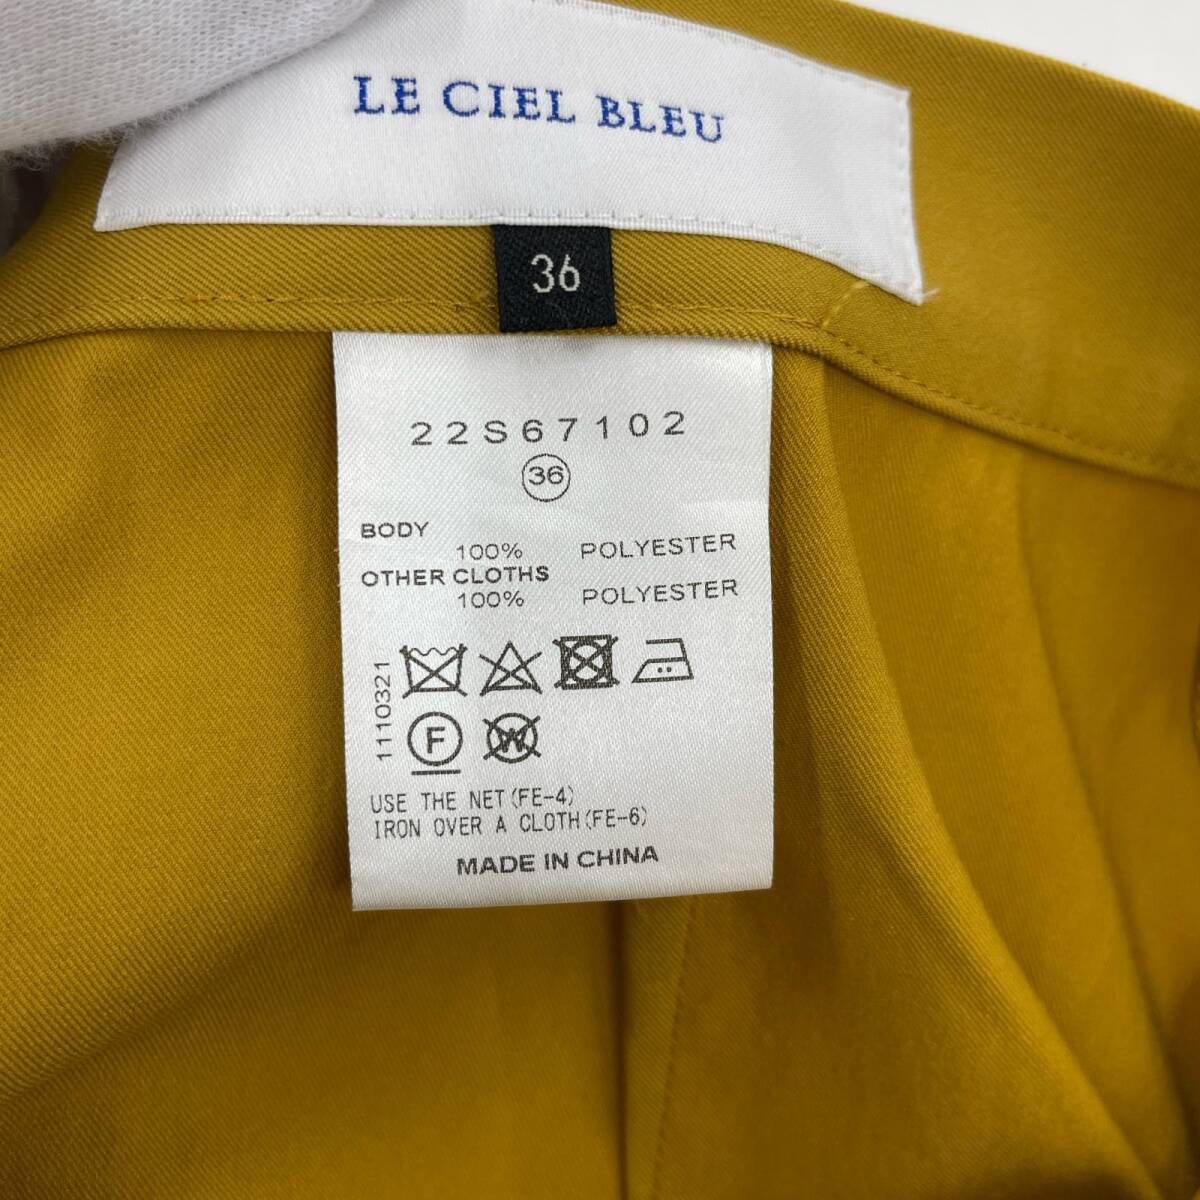 LE CIEL BLEU
36
22S67102
36
BODY
100% POLYESTER
OTHER CLOTHS
100% POLYESTER
1110321
F W
USE THE NET(FE-4)
IRON OVER A CLOTH(FE-6)
MADE IN CHINA